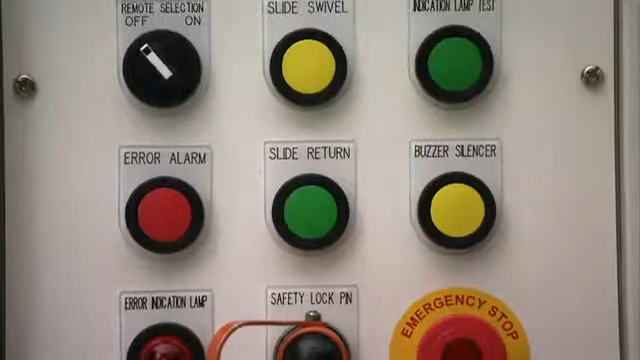 REMOTE SELECTION
OFF ON
SLIDE SWIVEL
INDICATION LAMP TEST
ERROR ALARM
SLIDE RETURN
BUZZER SILENCER
ERROR INDICATION LAMP
SAFETY LOCK PIN
EMERGENCY STOP